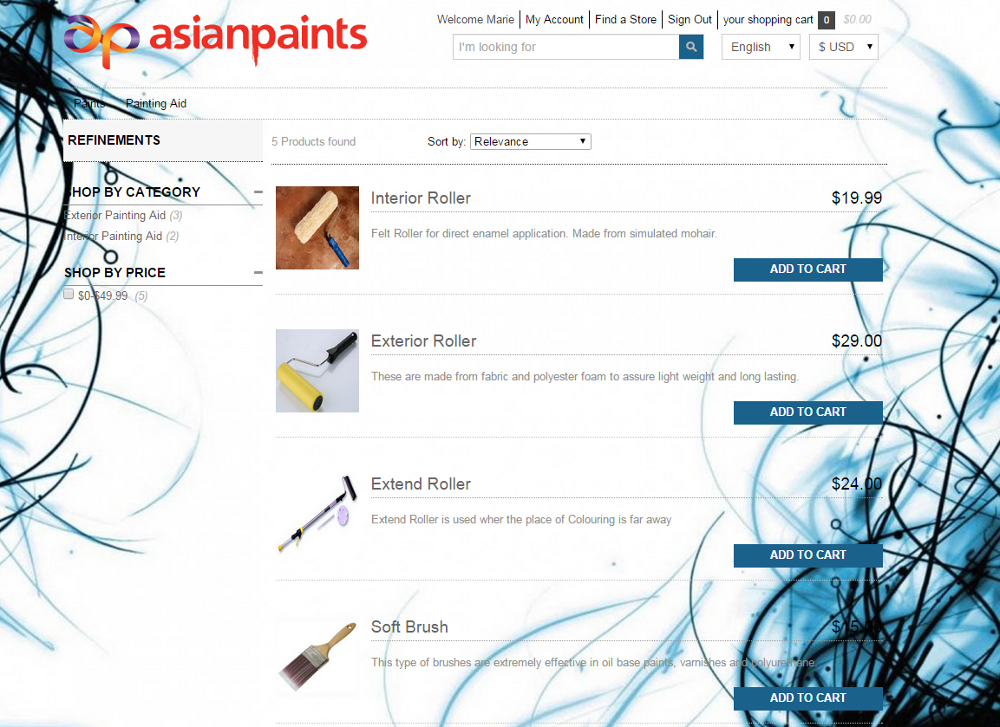 asianpaints
Welcome Marie My Account Find a Store Sign Out your shopping cart 0 $0.00
I'm looking for English $ USD
Paints Painting Aid
REFINEMENTS
5 Products found Sort by: Relevance
SHOP BY CATEGORY
Exterior Painting Aid (3)
Interior Painting Aid (2)
SHOP BY PRICE
$0-$49.99 (5)
Interior Roller $19.99
Felt Roller for direct enamel application. Made from simulated mohair.
ADD TO CART
Exterior Roller $29.00
These are made from fabric and polyester foam to assure light weight and long lasting.
ADD TO CART
Extend Roller $24.00
Extend Roller is used wher the place of Colouring is far away
ADD TO CART
Soft Brush
This type of brushes are extremely effective in oil base paints, varnishes and polyurethane.
ADD TO CART